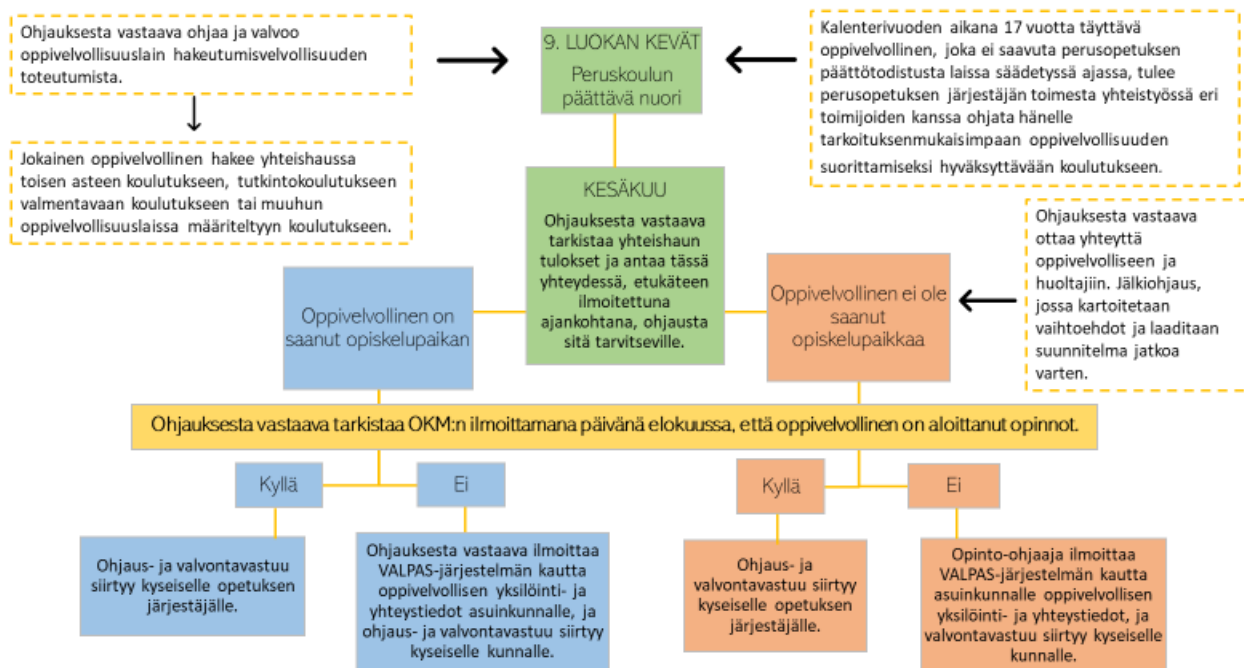 Ohjauksesta vastaava ohjaa ja valvoo
oppivelvollisuuslain hakeutumisvelvollisuuden
toteutumista.
Jokainen oppivelvollinen hakee yhteishaussa
toisen asteen koulutukseen, tutkintokoulutukseen
valmentavaan koulutukseen tai muuhun
oppivelvollisuuslaissa määriteltyyn koulutukseen.
9. LUOKAN KEVÄT
Peruskoulun
päättävä nuori
Kalenterivuoden aikana 17 vuotta täyttävä
oppivelvollinen, joka ei saavuta perusopetuksen
päättötodistusta laissa säädetyssä ajassa, tulee
perusopetuksen järjestäjän toimesta yhteistyössä eri
toimijoiden kanssa ohjata hänelle
tarkoituksenmukaisimpaan oppivelvollisuuden
suorittamiseksi hyväksyttävään koulutukseen.
KESÄKUU
Ohjauksesta vastaava
tarkistaa yhteishaun
tulokset ja antaa tässä
yhteydessä, etukäteen
ilmoitettuna
ajankohtana, ohjausta
sitä tarvitseville.
Oppivelvollinen on
saanut opiskelupaikan
Oppivelvollinen ei ole
saanut
opiskelupaikkaa
Ohjauksesta vastaava
ottaa yhteyttä
oppivelvolliseen ja
huoltajiin. Jälkiohjaus,
jossa kartoitetaan
vaihtoehdot ja laaditaan
suunnitelma jatkoa
varten.
Ohjauksesta vastaava tarkistaa OKM:n ilmoittamana päivänä elokuussa, että oppivelvollinen on aloittanut opinnot.
Kyllä
Ei
Kyllä
Ei
Ohjaus- ja valvontavastuu
siirtyy kyseiselle opetuksen
järjestäjälle.
Ohjauksesta vastaava ilmoittaa
VALPAS-järjestelmän kautta
oppivelvollisen yksilöinti- ja
yhteystiedot asuinkunnalle, ja
ohjaus- ja valvontavastuu siirtyy
kyseiselle kunnalle.
Ohjaus- ja
valvontavastuu siirtyy
kyseiselle opetuksen
järjestäjälle.
Opinto-ohjaaja ilmoittaa
VALPAS-järjestelmän kautta
asuinkunnalle oppivelvollisen
yksilöinti- ja yhteystiedot, ja
valvontavastuu siirtyy kyseiselle
kunnalle.